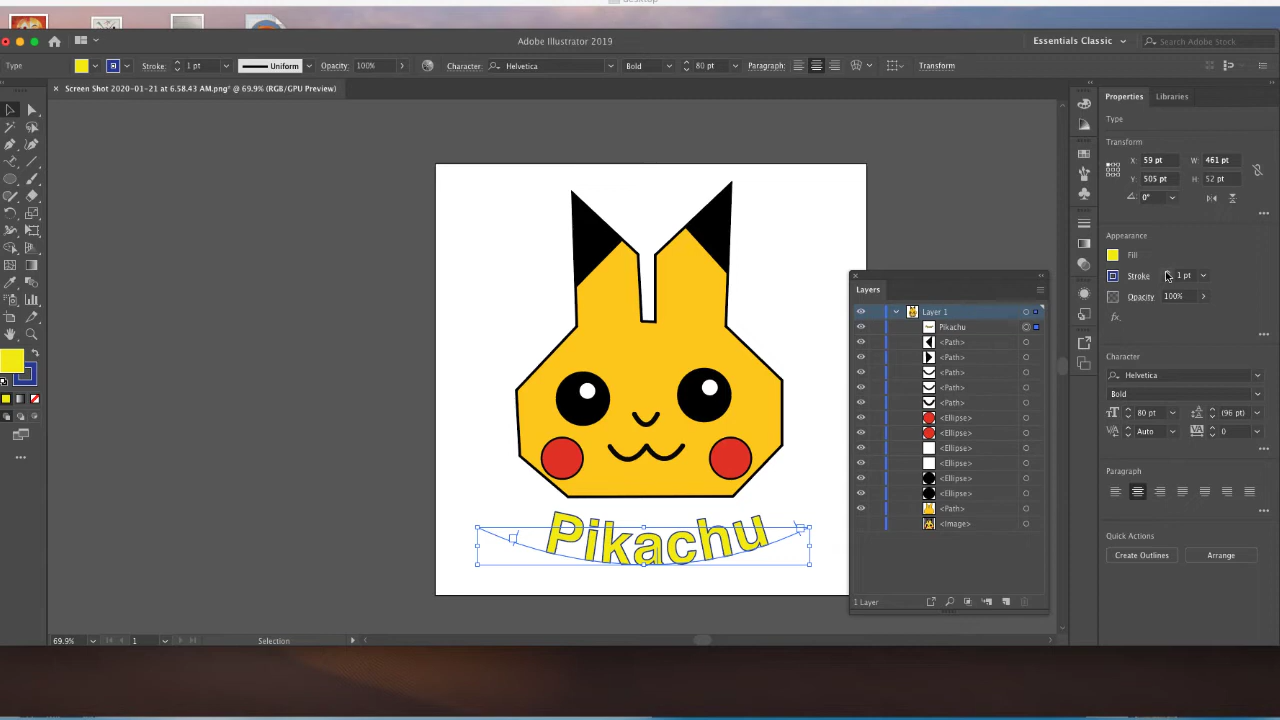 Adobe Illustrator 2019
Essentials Classic
Search Adobe Stock
Type
Stroke:
1 pt
Uniform
Opacity:
100%
Character:
Helvetica
Bold
80 pt
Paragraph:
Transform
× Screen Shot 2020-01-21 at 6.58.43 AM.png* @ 69.9% (RGB/GPU Preview)
Properties
Libraries
Type
Transform
X:
59 pt
W:
461 pt
Y:
505 pt
H:
52 pt
0°
Appearance
Fill
Stroke
1 pt
Opacity
100%
fx.
Character
Helvetica
Bold
80 pt
(96 pt)
Auto
0
Paragraph
Quick Actions
Create Outlines
Arrange
Layers
Layer 1
Pikachu
<Path>
<Path>
<Path>
<Path>
<Path>
<Ellipse>
<Ellipse>
<Ellipse>
<Ellipse>
<Ellipse>
<Ellipse>
<Path>
<Image>
1 Layer
Pikachu
69.9%
1
Selection